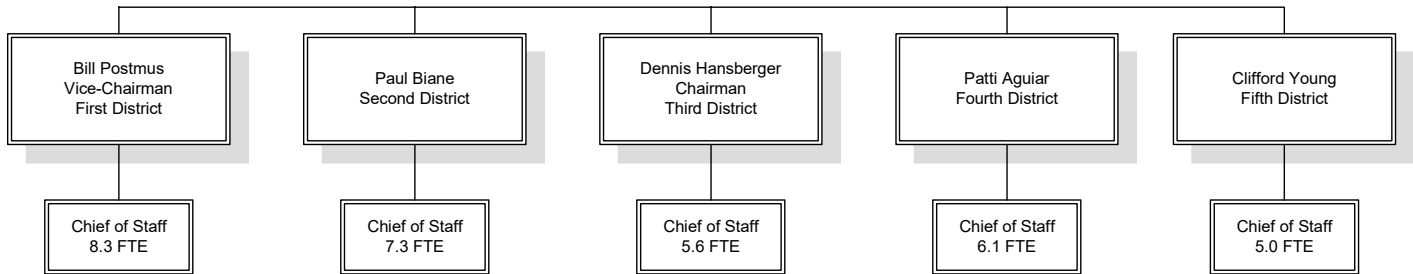 Bill Postmus
Vice-Chairman
First District
Paul Biane
Second District
Dennis Hansberger
Chairman
Third District
Patti Aguiar
Fourth District
Clifford Young
Fifth District
Chief of Staff
8.3 FTE
Chief of Staff
7.3 FTE
Chief of Staff
5.6 FTE
Chief of Staff
6.1 FTE
Chief of Staff
5.0 FTE